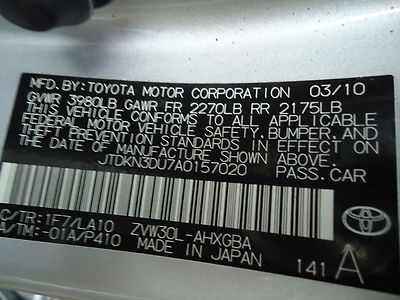 MFD.BY:TOYOTA MOTOR CORPORATION 03/10
GVWR 3980LB GAWR FR 2270LB RR 2175LB
THIS VEHICLE CONFORMS TO ALL APPLICABLE
FEDERAL MOTOR VEHICLE SAFETY,BUMPER,AND
THEFT PREVENTION STANDARDS IN EFFECT ON
THE DATE OF MANUFACTURE SHOWN ABOVE.
JTDKN3DU7A0157020 PASS.CAR
C/TR:1F7/LA10 ZVW30L-AHXGBA
A/TM:-01A/P410 MADE IN JAPAN
TOYOTA
141 A